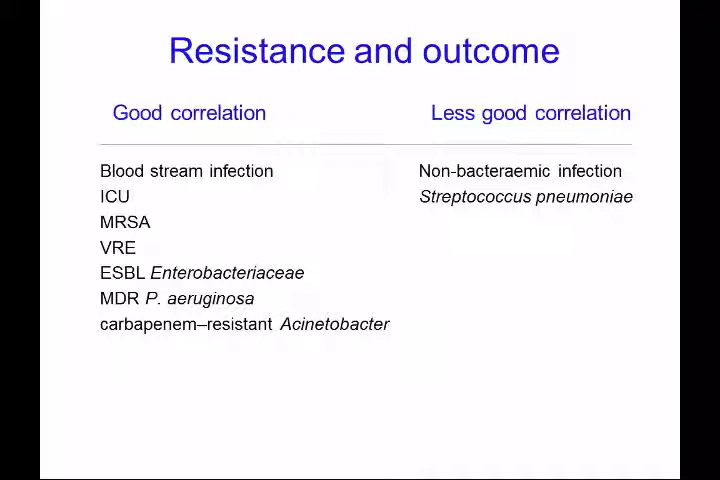 Resistance and outcome
Good correlation
Less good correlation
Blood stream infection
ICU
MRSA
VRE
ESBL Enterobacteriaceae
MDR P. aeruginosa
carbapenem–resistant Acinetobacter
Non-bacteraemic infection
Streptococcus pneumoniae